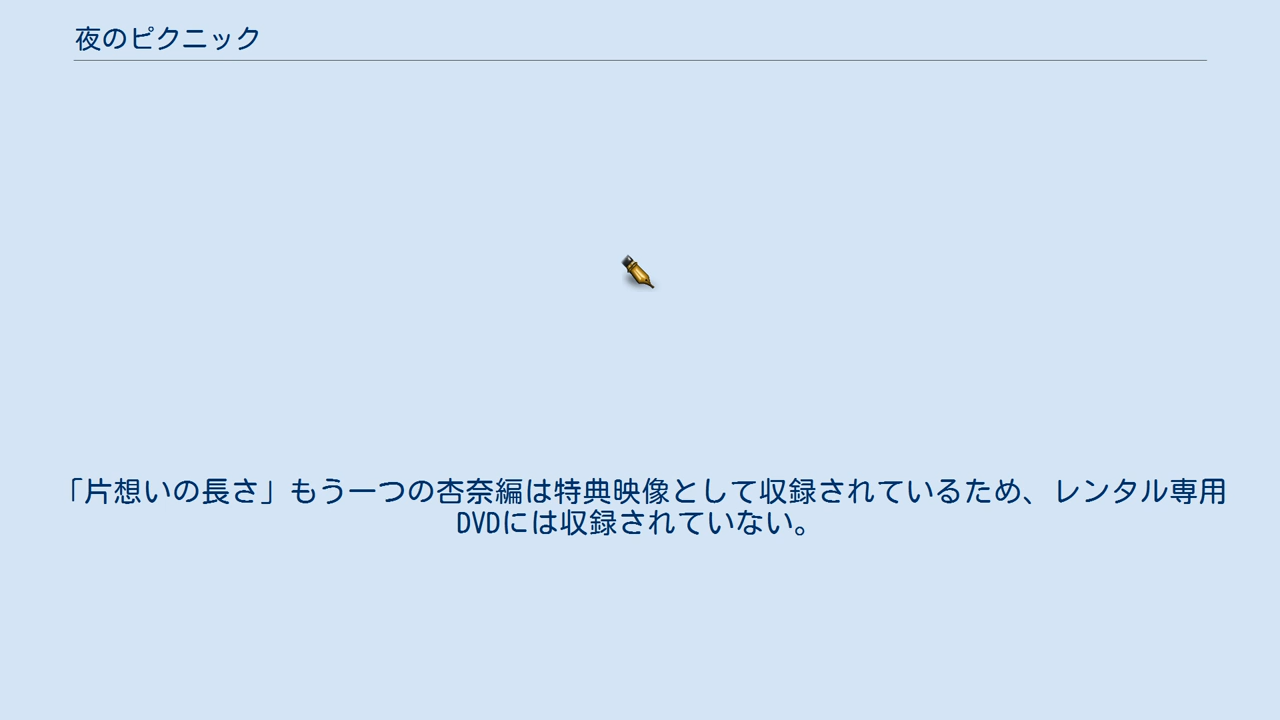 夜のピクニック
「片想いの長さ」もう一つの杏奈編は特典映像として収録されているため、レンタル専用
DVDには収録されていない。